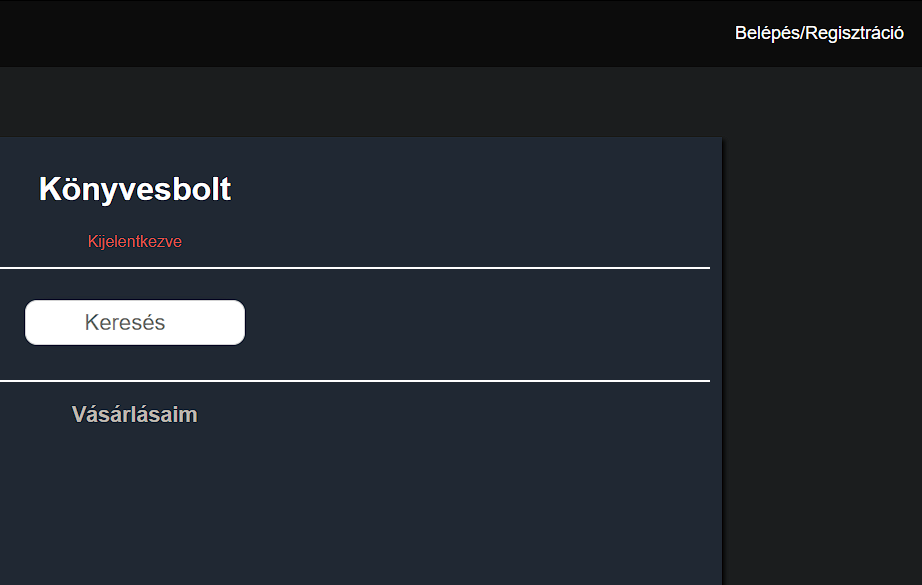 Belépés/Regisztráció
Könyvesbolt
Kijelentkezve
Keresés
Vásárlásaim